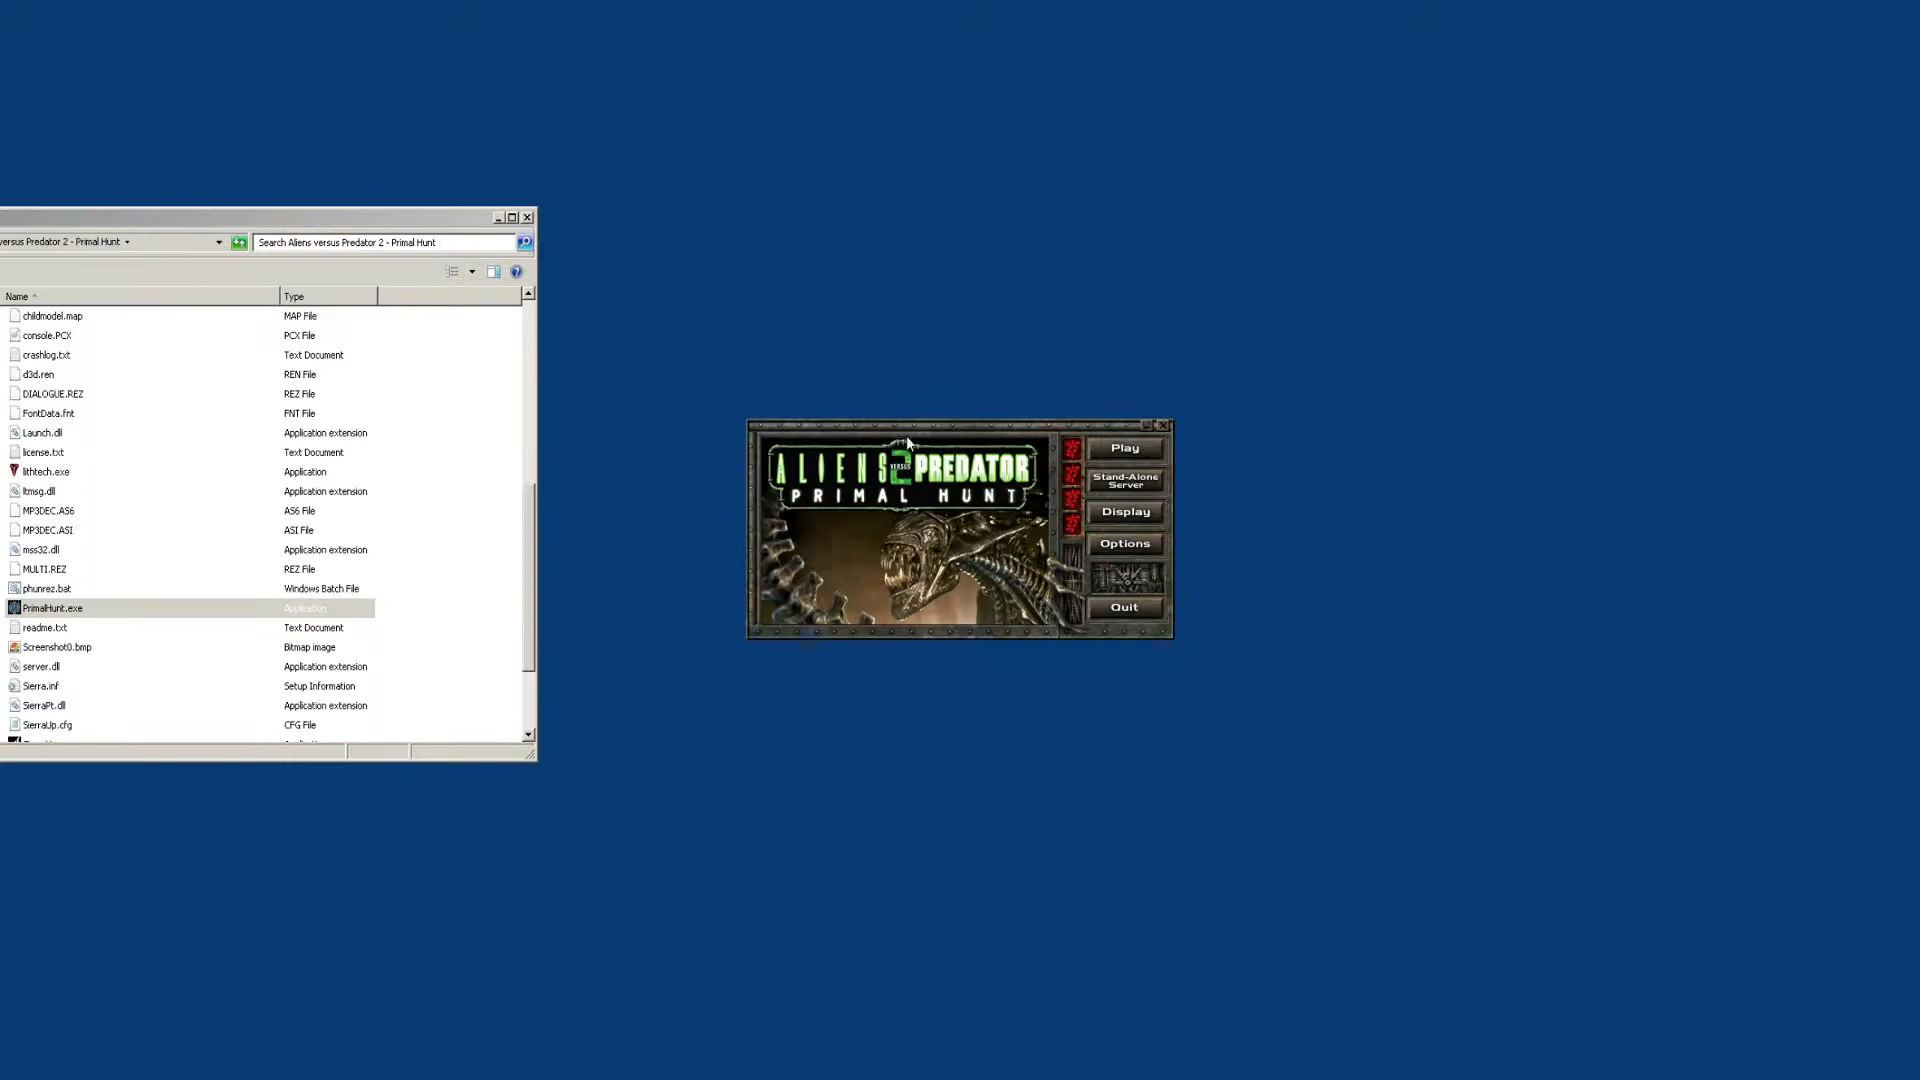 versus Predator 2 - Primal Hunt
Search Aliens versus Predator 2 - Primal Hunt
Name Type
childmodel.map MAP File
console.PCX PCX File
crashlog.txt Text Document
d3d.ren REN File
DIALOGUE.REZ REZ File
FontData.fnt FNT File
Launch.dll Application extension
license.txt Text Document
lithtech.exe Application
ltmsg.dll Application extension
MP3DEC.AS6 AS6 File
MP3DEC.ASI ASI File
mss32.dll Application extension
MULTI.REZ REZ File
phunrez.bat Windows Batch File
PrimalHunt.exe Application
readme.txt Text Document
Screenshot0.bmp Bitmap image
server.dll Application extension
Sierra.inf Setup Information
SierraPt.dll Application extension
SierraUp.cfg CFG File
ALIENS VERSUS 2 PREDATOR
PRIMAL HUNT
Play
Stand-Alone
Server
Display
Options
Quit